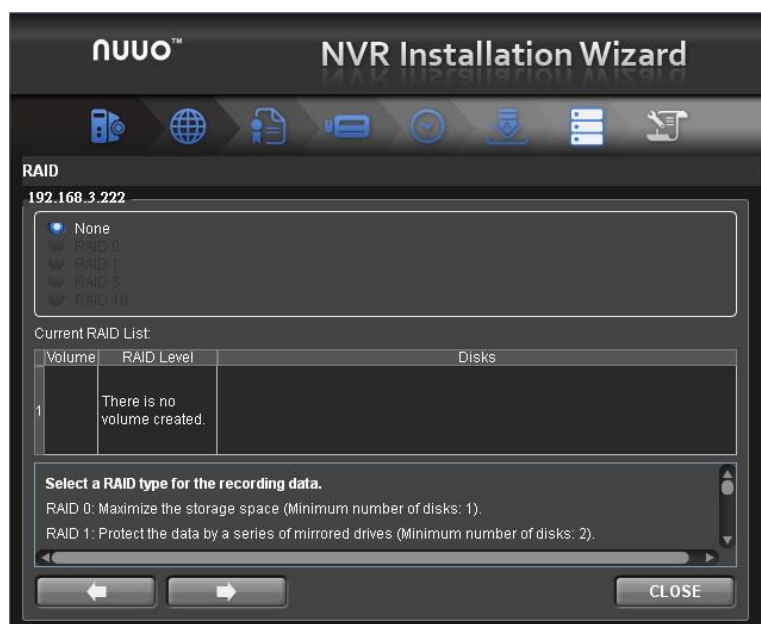 nuuo™
NVR Installation Wizard
RAID
192.168.3.222
None
RAID 0
RAID 1
RAID 5
RAID 10
Current RAID List:
Volume RAID Level Disks
1 There is no
volume created.
Select a RAID type for the recording data.
RAID 0: Maximize the storage space (Minimum number of disks: 1).
RAID 1: Protect the data by a series of mirrored drives (Minimum number of disks: 2).
CLOSE